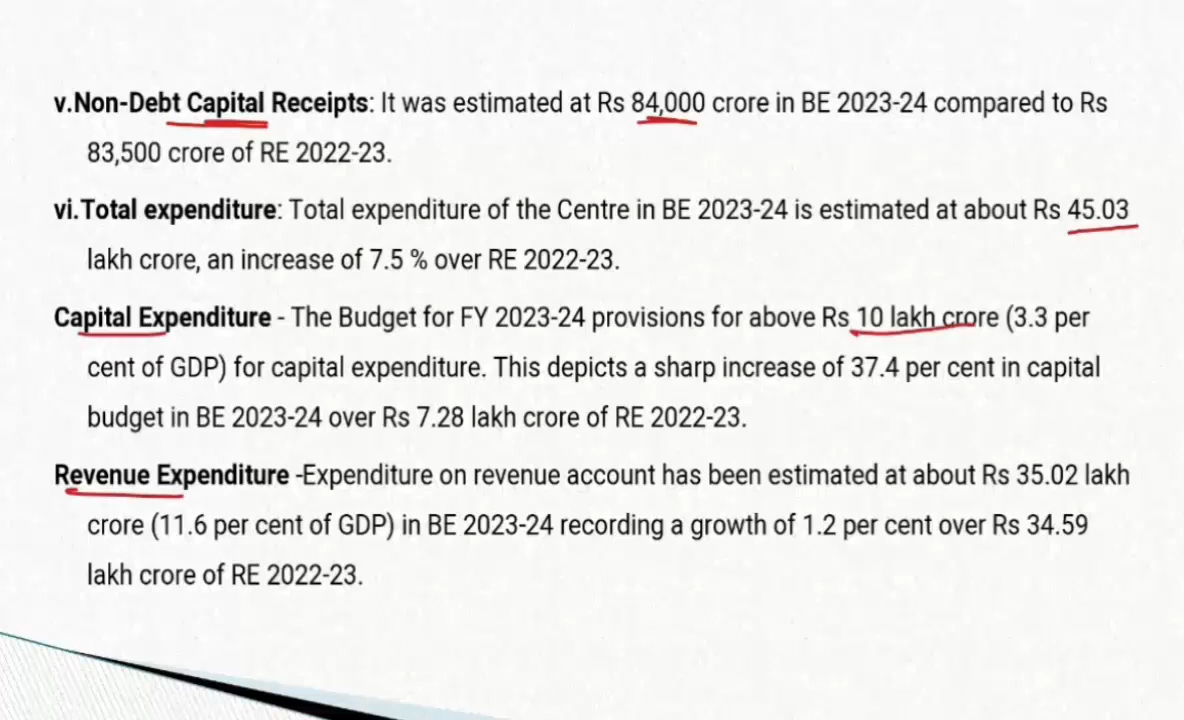 v.Non-Debt Capital Receipts: It was estimated at Rs 84,000 crore in BE 2023-24 compared to Rs
83,500 crore of RE 2022-23.
vi.Total expenditure: Total expenditure of the Centre in BE 2023-24 is estimated at about Rs 45.03
lakh crore, an increase of 7.5 % over RE 2022-23.
Capital Expenditure - The Budget for FY 2023-24 provisions for above Rs 10 lakh crore (3.3 per
cent of GDP) for capital expenditure. This depicts a sharp increase of 37.4 per cent in capital
budget in BE 2023-24 over Rs 7.28 lakh crore of RE 2022-23.
Revenue Expenditure -Expenditure on revenue account has been estimated at about Rs 35.02 lakh
crore (11.6 per cent of GDP) in BE 2023-24 recording a growth of 1.2 per cent over Rs 34.59
lakh crore of RE 2022-23.